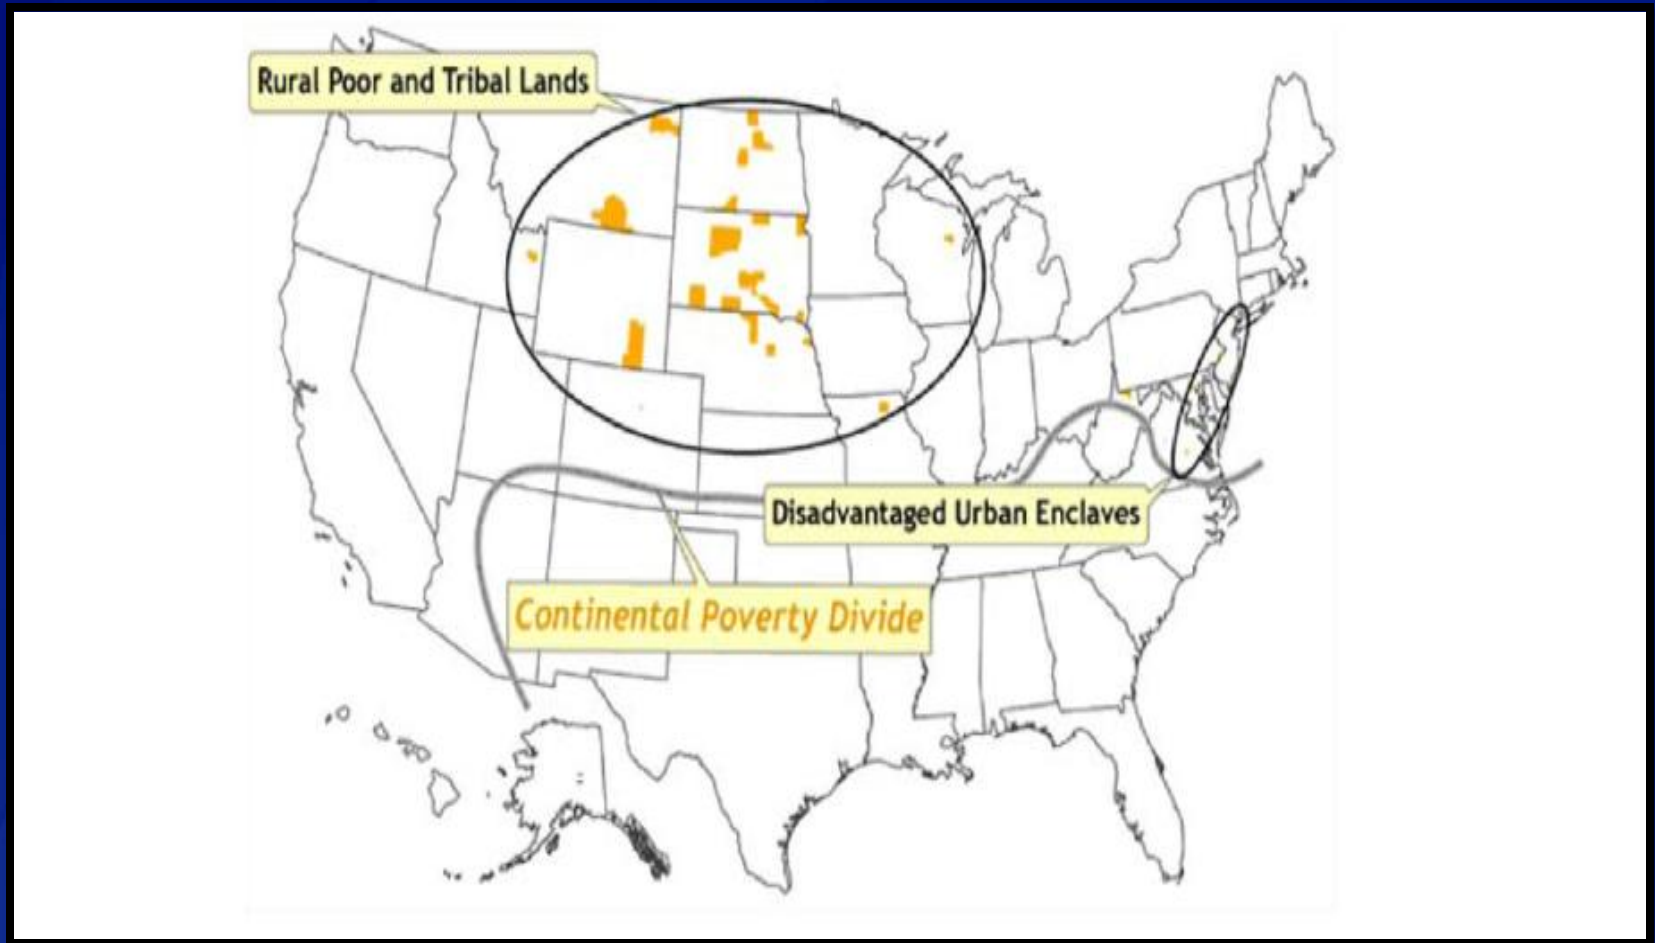 Rural Poor and Tribal Lands
Disadvantaged Urban Enclaves
Continental Poverty Divide